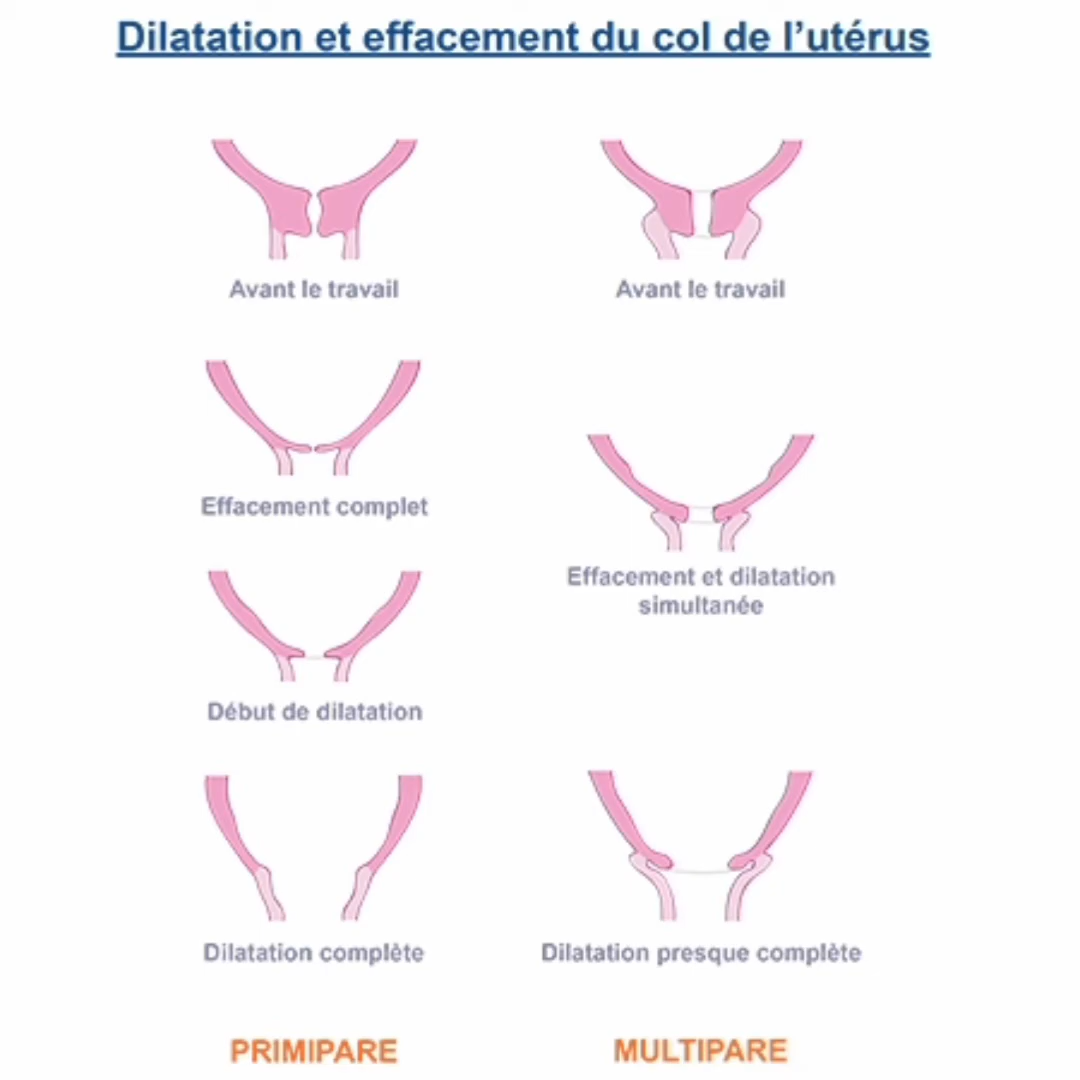 Dilatation et effacement du col de l'utérus
Avant le travail
Avant le travail
Effacement complet
Effacement et dilatation
simultanée
Début de dilatation
Dilatation complète
Dilatation presque complète
PRIMIPARE
MULTIPARE